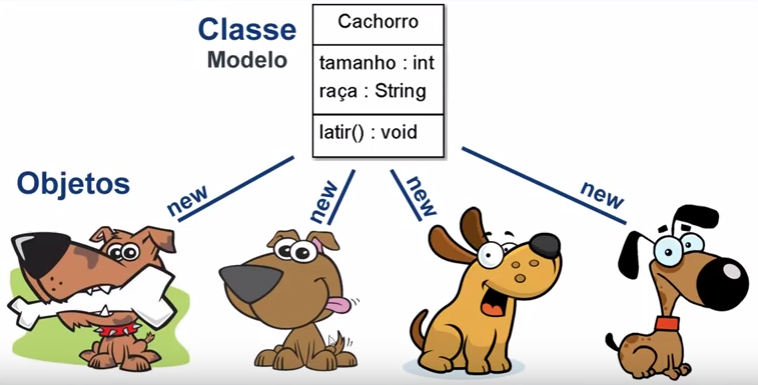 Classe
Modelo
Cachorro
tamanho : int
raça : String
latir() : void
Objetos
new
new
new
new